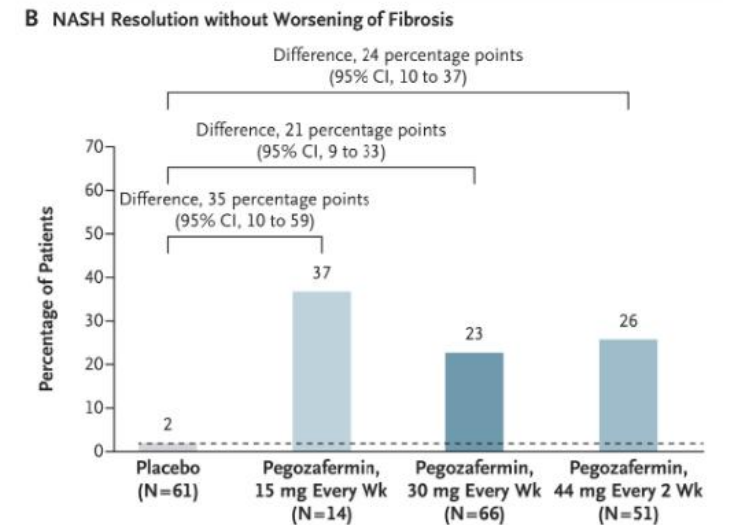 B NASH Resolution without Worsening of Fibrosis
Difference, 24 percentage points
(95% CI, 10 to 37)
Difference, 21 percentage points
(95% CI, 9 to 33)
Difference, 35 percentage points
(95% CI, 10 to 59)
Percentage of Patients
70
60
50
40
30
20
10
0
2
37
23
26
Placebo
(N=61)
Pegozafermin,
15 mg Every Wk
(N=14)
Pegozafermin,
30 mg Every Wk
(N=66)
Pegozafermin,
44 mg Every 2 Wk
(N=51)